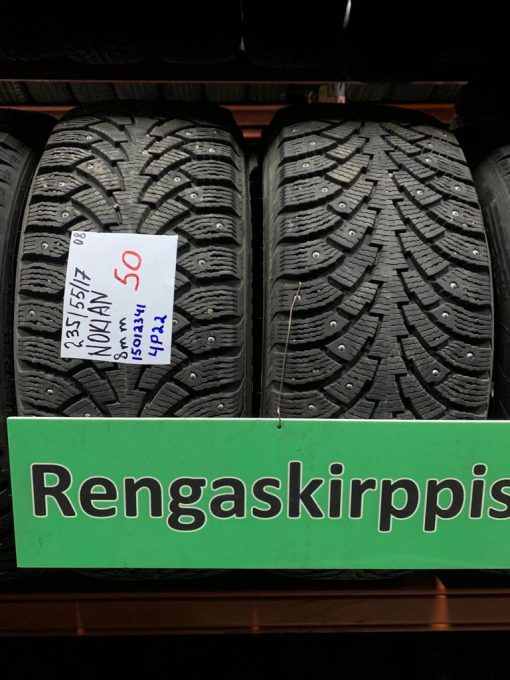 08
235/55/17
NOKIAN
8mm
50
15012341
4P22
Rengaskirppis